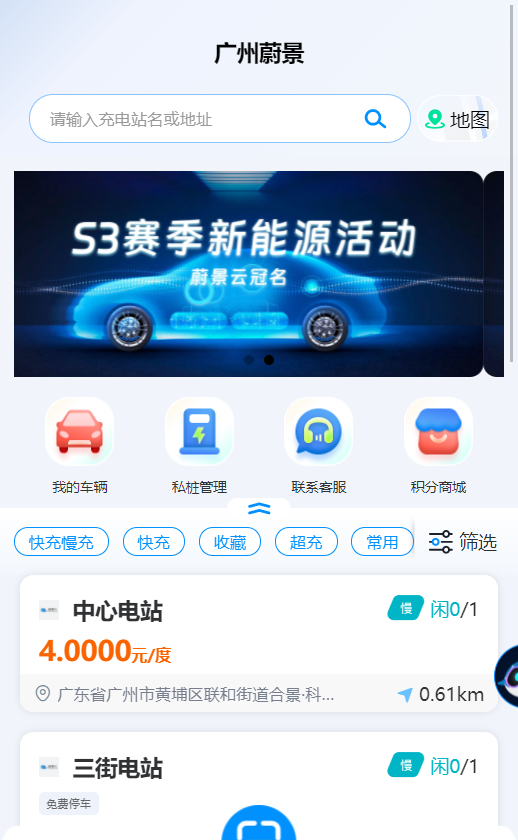 广州蔚景
请输入充电站名或地址
地图
S3赛季新能源活动
蔚景云冠名
我的车辆 私桩管理 联系客服 积分商城
快充慢充 快充 收藏 超充 常用 筛选
中心电站 慢 闲0/1
4.0000元/度
广东省广州市黄埔区联和街道合景·科... 0.61km
三街电站 慢 闲0/1
免费停车